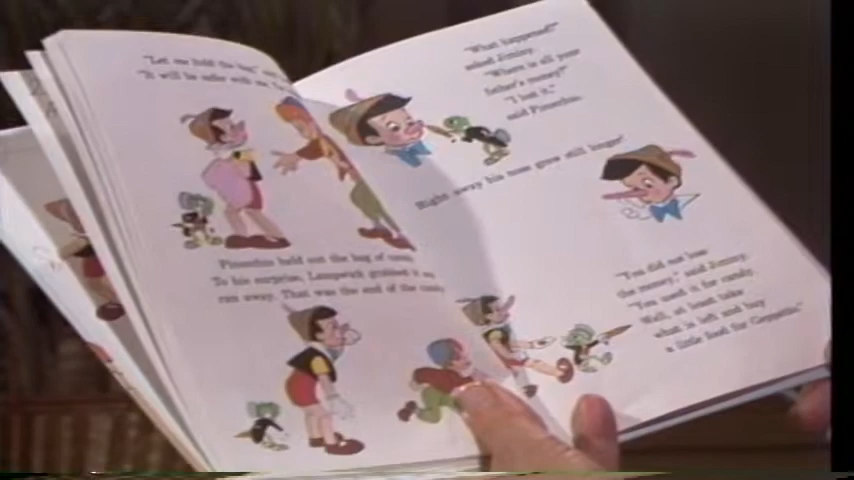 "Let me hold the bag,"
"It will be safer with me.
Pinocchio held out the bag of candy.
To his surprise, Lampwick grabbed it and
ran away. That was the end of the candy.
"What happened?"
asked Jiminy.
"Where is all your
father's money?"
"I lost it,"
said Pinocchio.
Right away his nose grew still longer.
"You did not lose
the money," said Jiminy.
"You used it for candy.
Well, at least take
what is left and buy
a little food for Geppetto."